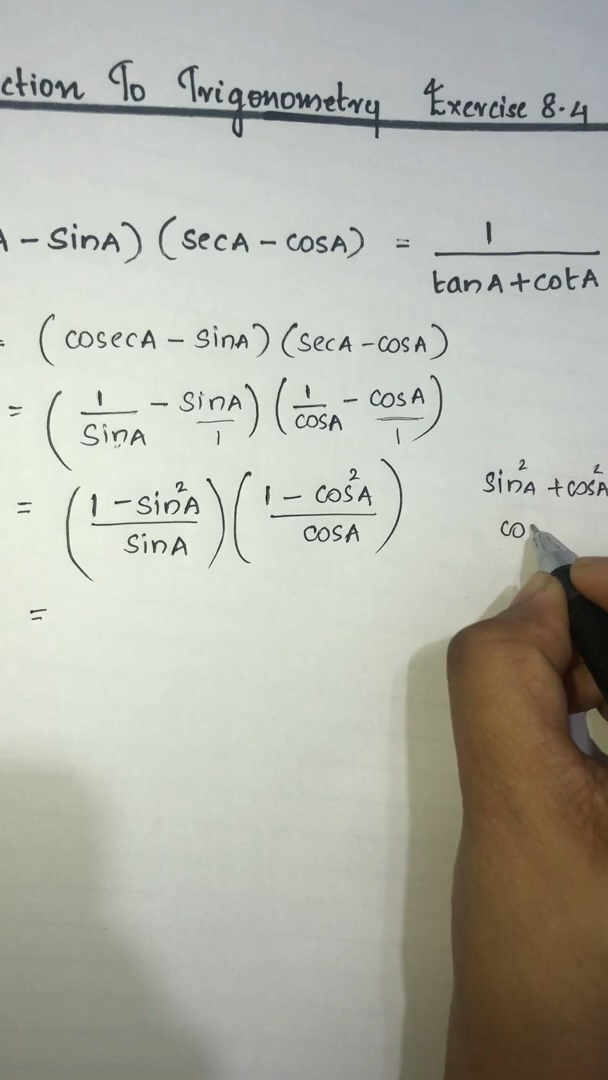 ction To Trigonometry Exercise 8.4
A - sinA) (secA - cosA) = 1/(tanA + cotA)
= (cosecA - sinA) (secA - cosA)
= (1/sinA - sinA/1) (1/cosA - cosA/1)
= ((1 - sin²A)/sinA) ((1 - cos²A)/cosA)
sin²A + cos²A
co
=